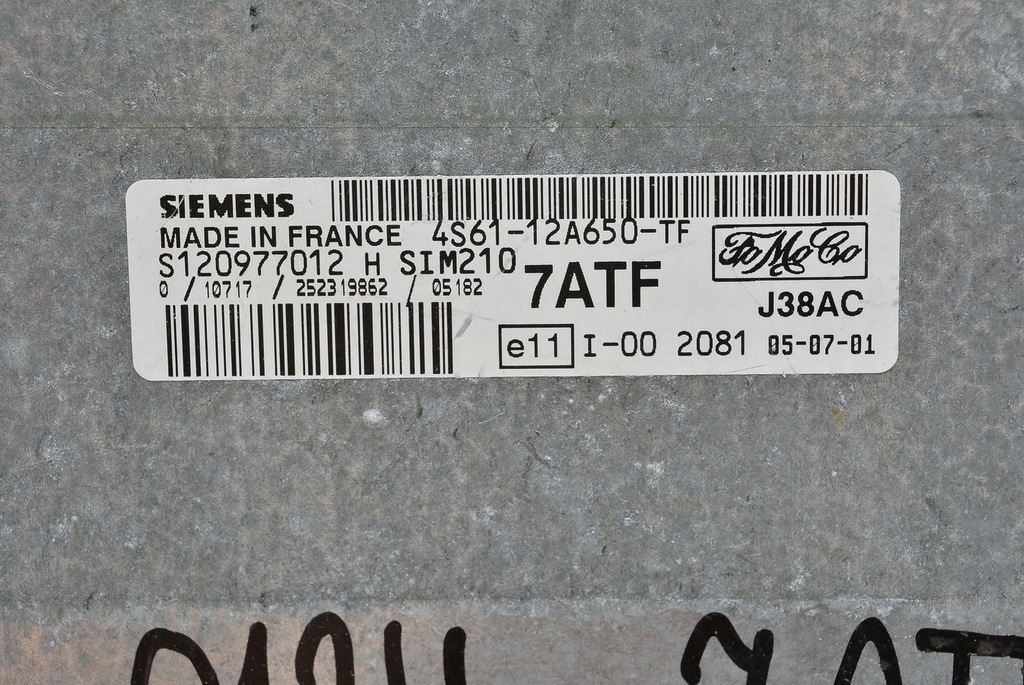 SIEMENS
MADE IN FRANCE 4S61-12A650-TF
FoMoCo
S120977012 H SIM210
0 / 10717 / 252319862 / 05182
7ATF
J38AC
e11 I-00 2081 05-07-01